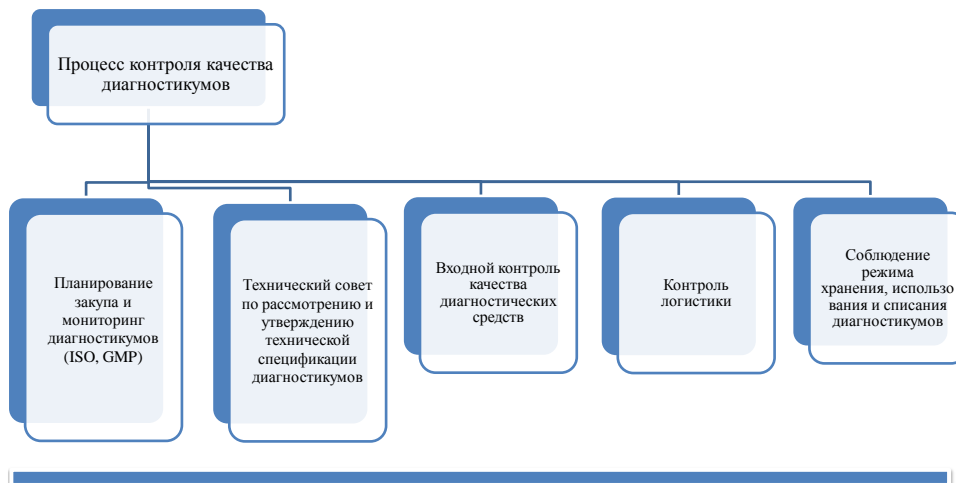 Процесс контроля качества
диагностикумов
Планирование
закупа и
мониторинг
диагностикумов
(ISO, GMP)
Технический совет
по рассмотрению и
утверждению
технической
спецификации
диагностикумов
Входной контроль
качества
диагностических
средств
Контроль
логистики
Соблюдение
режима
хранения, использо
вания и списания
диагностикумов